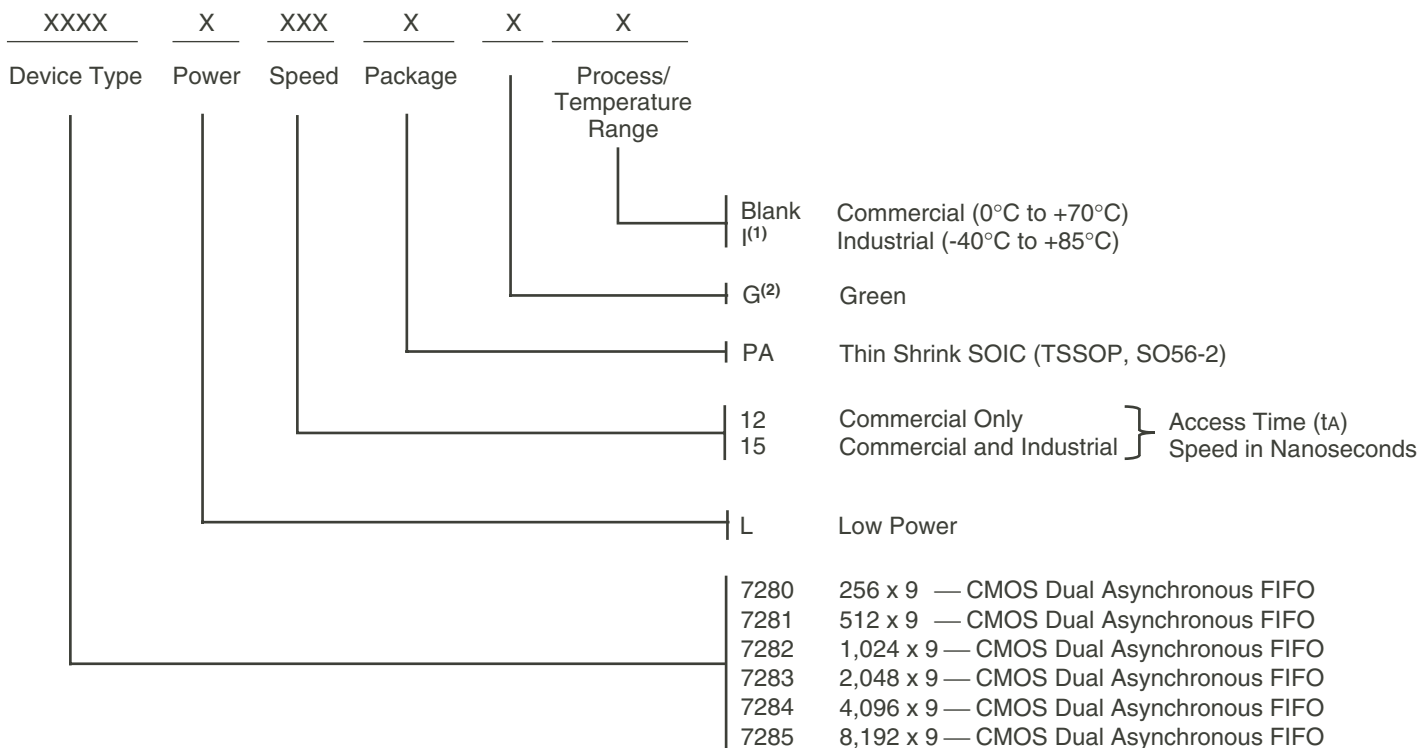 XXXX X XXX X X X
Device Type Power Speed Package Process/
Temperature
Range
Blank Commercial (0°C to +70°C)
I(1) Industrial (-40°C to +85°C)
G(2) Green
PA Thin Shrink SOIC (TSSOP, SO56-2)
12 Commercial Only
15 Commercial and Industrial
Access Time (tA)
Speed in Nanoseconds
L Low Power
7280 256 x 9 — CMOS Dual Asynchronous FIFO
7281 512 x 9 — CMOS Dual Asynchronous FIFO
7282 1,024 x 9 — CMOS Dual Asynchronous FIFO
7283 2,048 x 9 — CMOS Dual Asynchronous FIFO
7284 4,096 x 9 — CMOS Dual Asynchronous FIFO
7285 8,192 x 9 — CMOS Dual Asynchronous FIFO